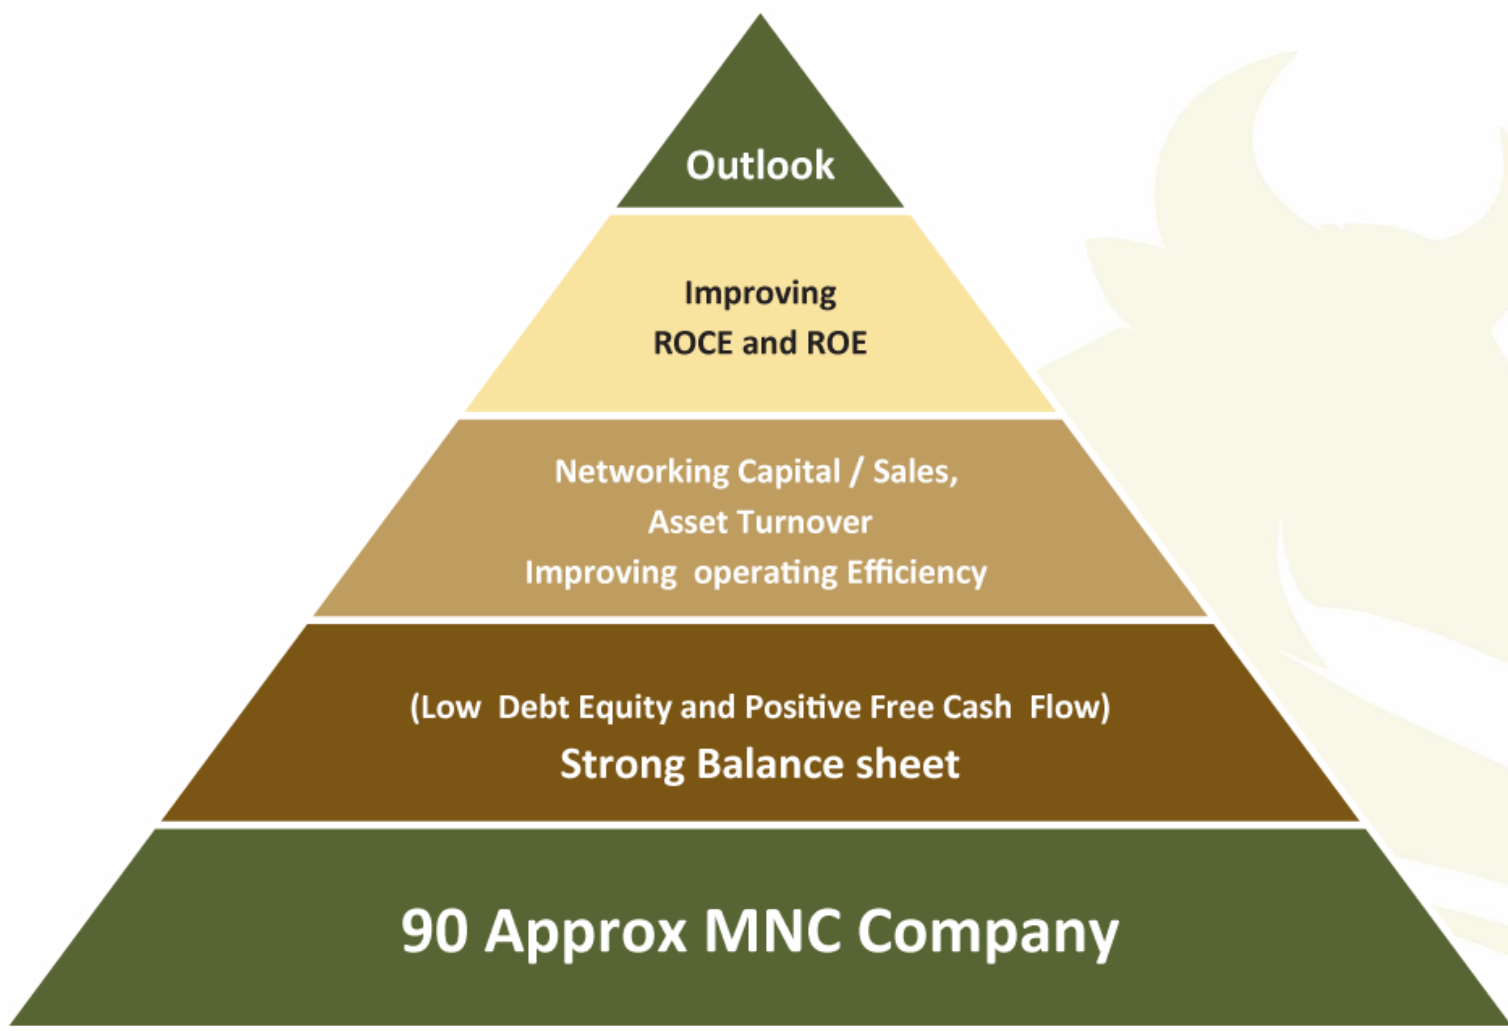 Outlook
Improving
ROCE and ROE
Networking Capital / Sales,
Asset Turnover
Improving operating Efficiency
(Low Debt Equity and Positive Free Cash Flow)
Strong Balance sheet
90 Approx MNC Company